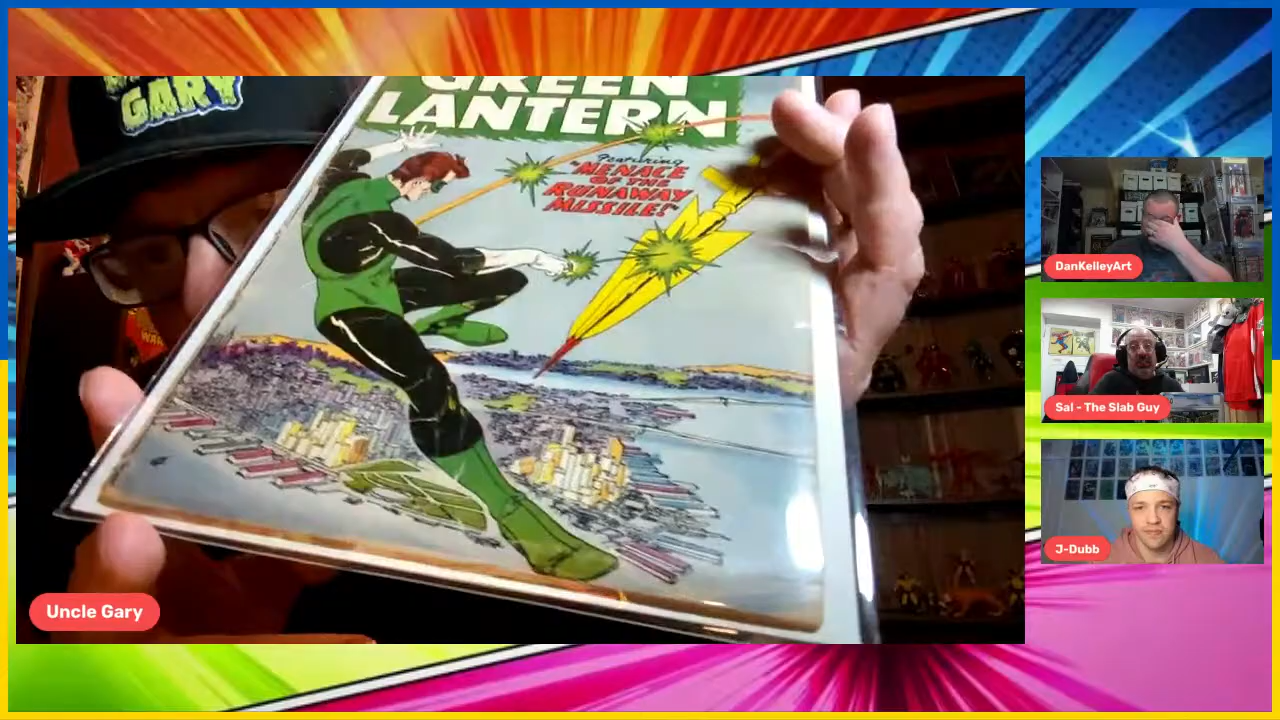 GARY
GREEN
LANTERN
Featuring
"MENACE
OF THE
RUNAWAY
MISSILE!"
Uncle Gary
DanKelleyArt
Sal - The Slab Guy
J-Dubb